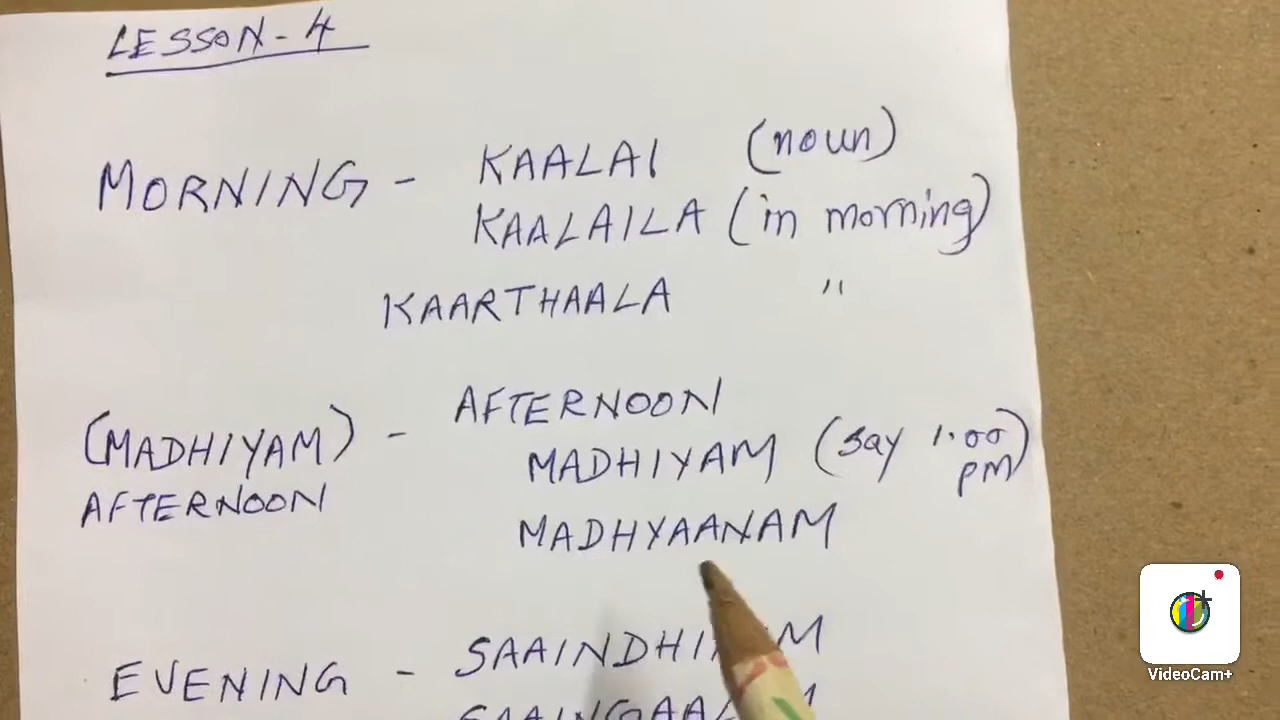 LESSON-4
MORNING - KAALAI (noun)
KAALAILA (in morning)
KAARTHAALA "
(MADHIYAM) - AFTERNOON
AFTERNOON MADHIYAM (say 1.00 PM)
MADHYAANAM
EVENING -
VideoCam+